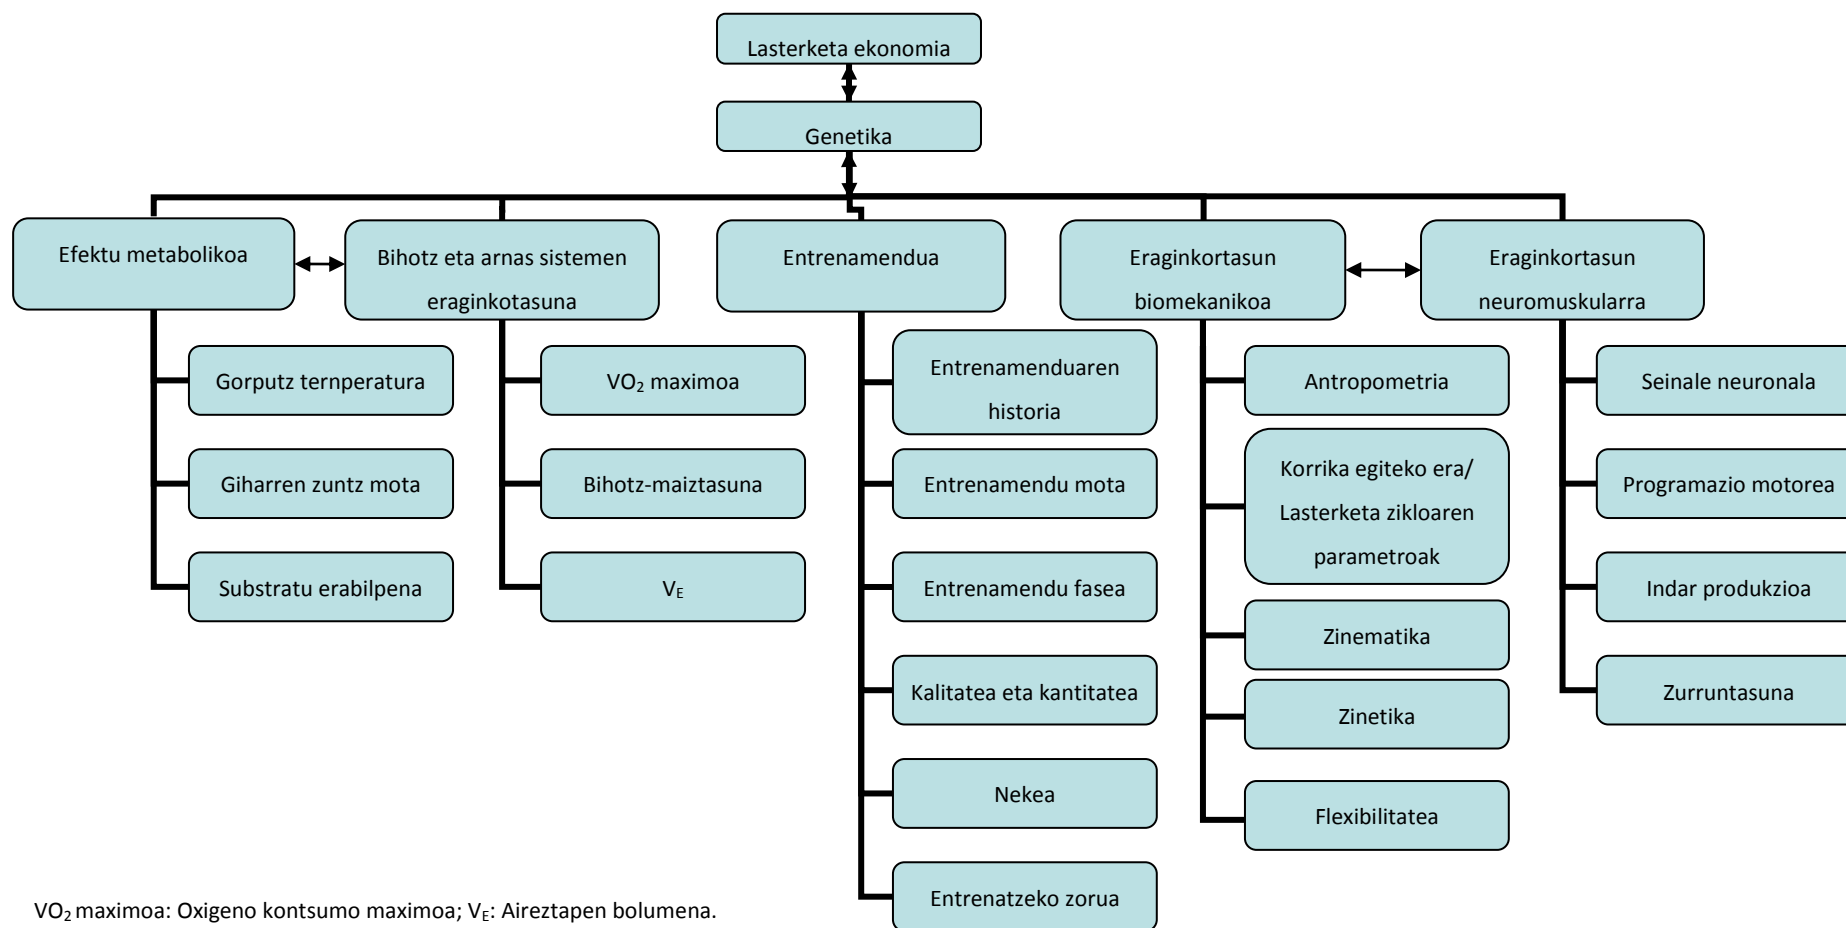 Lasterketa ekonomia
Genetika
Efektu metabolikoa
Bihotz eta arnas sistemen
eraginkotasuna
Entrenamendua
Eraginkortasun
biomekanikoa
Eraginkortasun
neuromuskularra
Gorputz ternperatura
Giharren zuntz mota
Substratu erabilpena
VO₂ maximoa
Bihotz-maiztasuna
V_E
Entrenamenduaren
historia
Entrenamendu mota
Entrenamendu fasea
Kalitatea eta kantitatea
Nekea
Entrenatzeko zorua
Antropometria
Korrika egiteko era/
Lasterketa zikloaren
parametroak
Zinematika
Zinetika
Flexibilitatea
Seinale neuronala
Programazio motorea
Indar produkzioa
Zurruntasuna
VO₂ maximoa: Oxigeno kontsumo maximoa; V_E: Aireztapen bolumena.